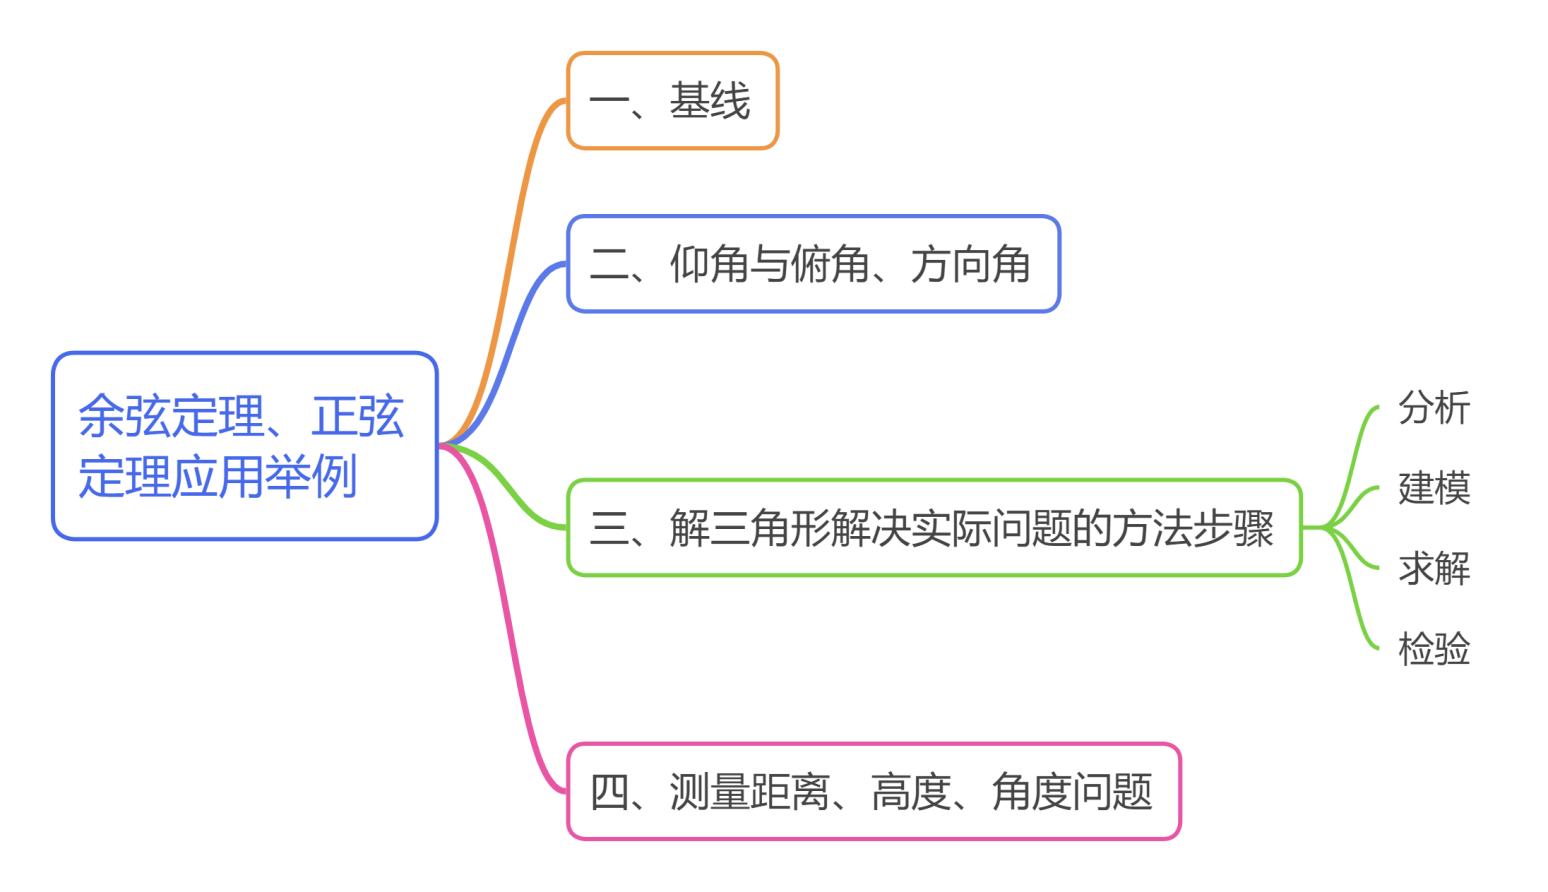 余弦定理、正弦
定理应用举例
一、基线
二、仰角与俯角、方向角
三、解三角形解决实际问题的方法步骤
分析
建模
求解
检验
四、测量距离、高度、角度问题